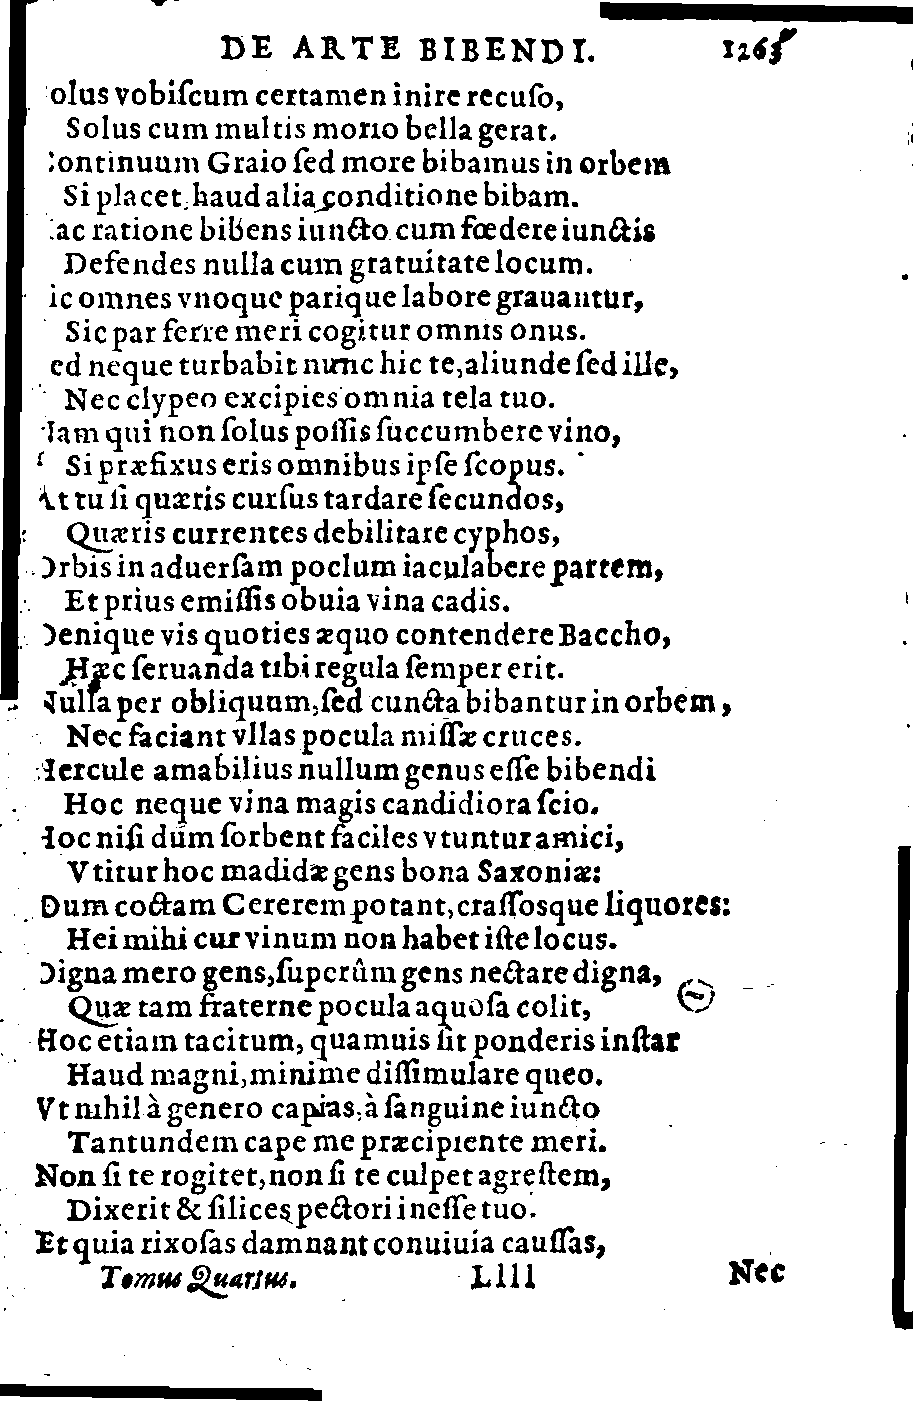 DE ARTE BIBENDI. 1263
olus vobiſcum certamen inire recuſo,
Solus cum multis morio bella gerat.
Continuum Graio ſed more bibamus in orbem
Si placet, haud alia conditione bibam.
ac ratione bibens iuncto cum fœdere iunctis
Defendes nulla cum gratuitate locum.
ic omnes vnoque parique labore grauantur,
Sic par ferre meri cogitur omnis onus.
ed neque turbabit nunc hic te, aliunde ſed ille,
Nec clypeo excipies omnia tela tuo.
Nam qui non ſolus poſſis ſuccumbere vino,
Si præfixus eris omnibus ipſe ſcopus.
At tu ſi quæris curſus tardare ſecundos,
Quæris currentes debilitare cyphos,
Orbis in aduerſam poclum iaculabere partem,
Et prius emiſſis obuia vina cadis.
Denique vis quoties æquo contendere Baccho,
Hæc ſeruanda tibi regula ſemper erit.
Nulla per obliquum, ſed cuncta bibantur in orbem,
Nec faciant vllas pocula miſſæ cruces.
Hercule amabilius nullum genus eſſe bibendi
Hoc neque vina magis candidiora ſcio.
Hoc niſi dum ſorbent faciles vtuntur amici,
Vtitur hoc madidæ gens bona Saxoniæ:
Dum coctam Cererem potant, craſſosque liquores:
Hei mihi cur vinum non habet iſte locus.
Digna mero gens, ſuperûm gens nectare digna,
Quæ tam fraterne pocula aquoſa colit,
Hoc etiam tacitum, quamuis ſit ponderis inſtar
Haud magni, minime diſſimulare queo.
Vt nihil à genero capias, à ſanguine iuncto
Tantundem cape me præcipiente meri.
Non ſi te rogitet, non ſi te culpet agreſtem,
Dixerit & ſilices pectori ineſſe tuo.
Et quia rixoſas damnant conuiuia cauſſas,
Tomus Quartus. Llll Nec